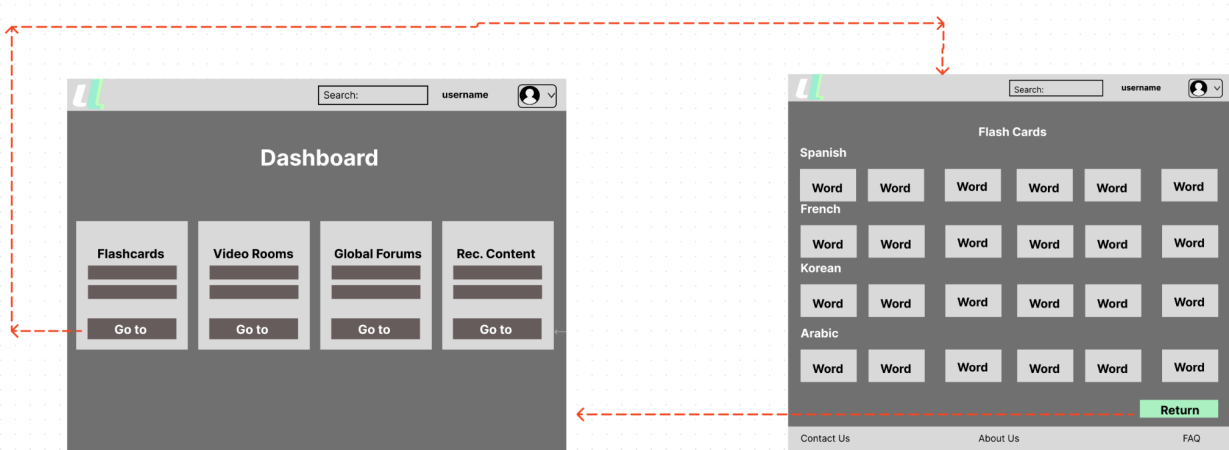 Search:
username
Dashboard
Flashcards
Video Rooms
Global Forums
Rec. Content
Go to
Go to
Go to
Go to
Search:
username
Flash Cards
Spanish
Word Word Word Word Word Word
French
Word Word Word Word Word Word
Korean
Word Word Word Word Word Word
Arabic
Word Word Word Word Word Word
Return
Contact Us
About Us
FAQ